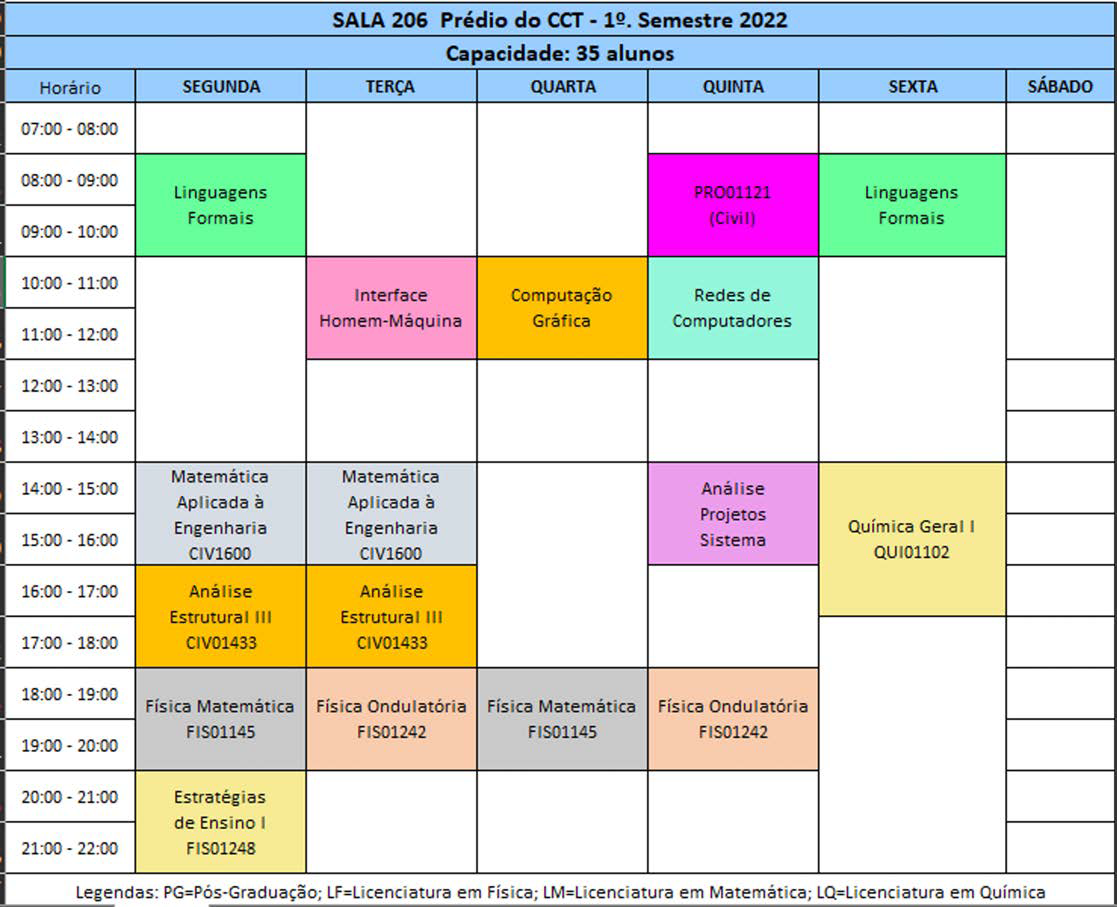 SALA 206 Prédio do CCT - 1º. Semestre 2022
Capacidade: 35 alunos
Horário SEGUNDA TERÇA QUARTA QUINTA SEXTA SÁBADO
07:00 - 08:00
08:00 - 09:00
09:00 - 10:00
Linguagens
Formais
PRO01121
(Civil)
Linguagens
Formais
10:00 - 11:00
11:00 - 12:00
Interface
Homem-Máquina
Computação
Gráfica
Redes de
Computadores
12:00 - 13:00
13:00 - 14:00
14:00 - 15:00
15:00 - 16:00
Matemática
Aplicada à
Engenharia
CIV1600
Matemática
Aplicada à
Engenharia
CIV1600
Análise
Projetos
Sistema
Química Geral I
QUI01102
16:00 - 17:00
17:00 - 18:00
Análise
Estrutural III
CIV01433
Análise
Estrutural III
CIV01433
18:00 - 19:00
19:00 - 20:00
Física Matemática
FIS01145
Física Ondulatória
FIS01242
Física Matemática
FIS01145
Física Ondulatória
FIS01242
20:00 - 21:00
21:00 - 22:00
Estratégias
de Ensino I
FIS01248
Legendas: PG=Pós-Graduação; LF=Licenciatura em Física; LM=Licenciatura em Matemática; LQ=Licenciatura em Química